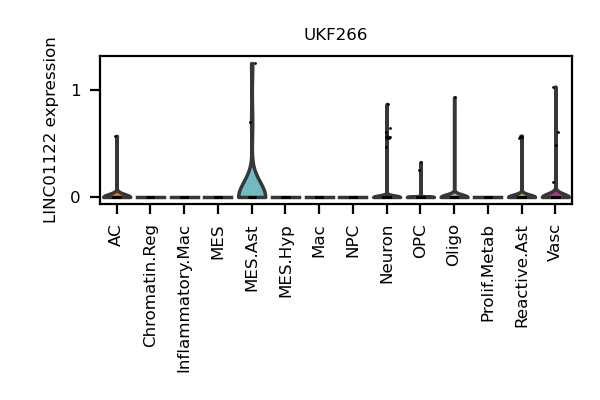 UKF266
LINC01122 expression
1
0
AC
Chromatin.Reg
Inflammatory.Mac
MES
MES.Ast
MES.Hyp
Mac
NPC
Neuron
OPC
Oligo
Prolif.Metab
Reactive.Ast
Vasc